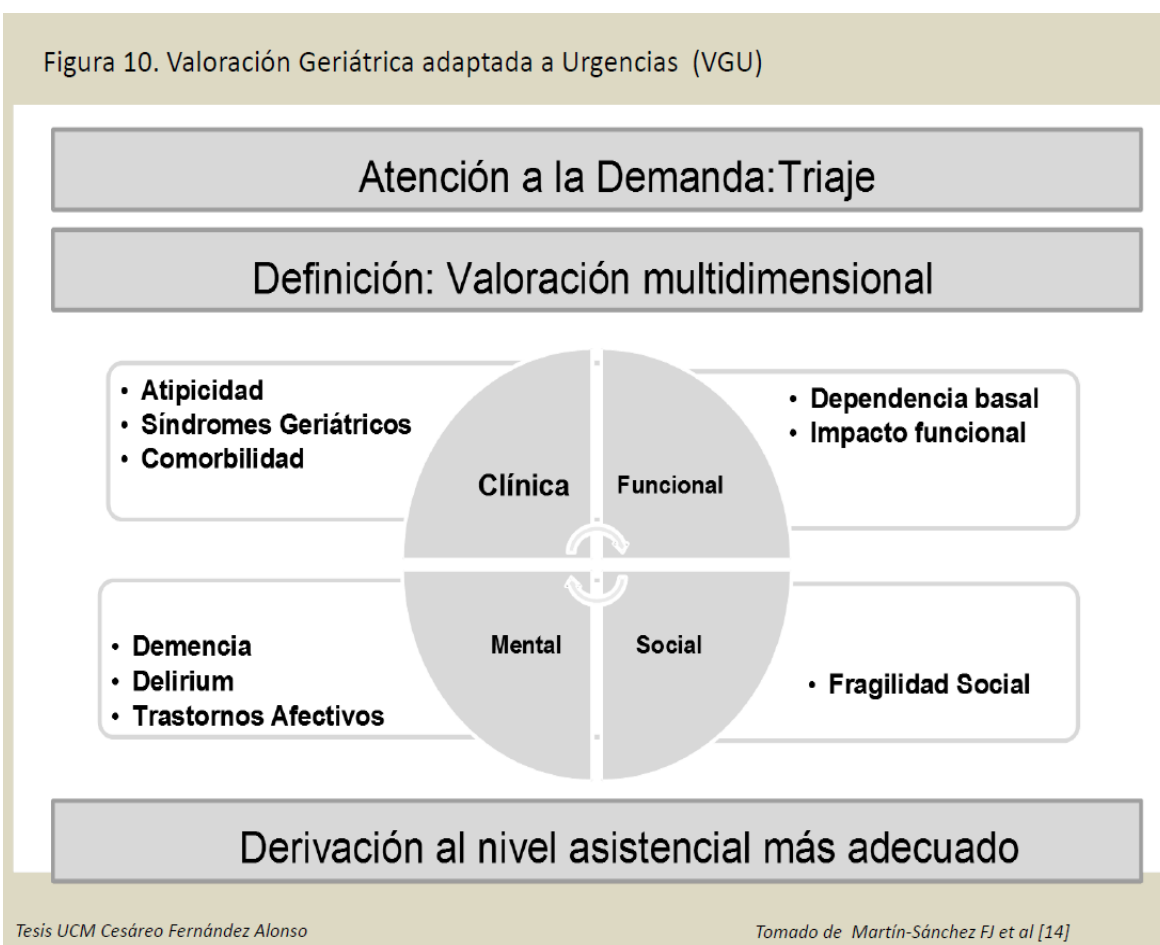 Figura 10. Valoración Geriátrica adaptada a Urgencias (VGU)
Atención a la Demanda:Triaje
Definición: Valoración multidimensional
• Atipicidad
• Síndromes Geriátricos
• Comorbilidad
Clínica
Funcional
• Dependencia basal
• Impacto funcional
• Demencia
• Delirium
• Trastornos Afectivos
Mental
Social
• Fragilidad Social
Derivación al nivel asistencial más adecuado
Tesis UCM Cesáreo Fernández Alonso
Tomado de Martín-Sánchez FJ et al [14]